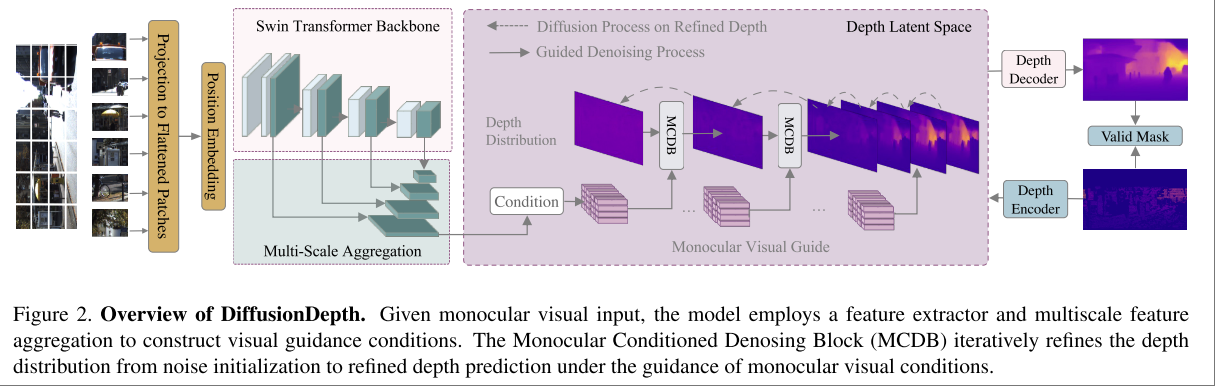 Projection to Flattened Patches
Position Embedding
Swin Transformer Backbone
Multi-Scale Aggregation
Diffusion Process on Refined Depth
Guided Denoising Process
Depth Latent Space
Depth
Distribution
MCDB
MCDB
Condition
...
...
Monocular Visual Guide
Depth
Decoder
Valid Mask
Depth
Encoder
Figure 2. Overview of DiffusionDepth. Given monocular visual input, the model employs a feature extractor and multiscale feature
aggregation to construct visual guidance conditions. The Monocular Conditioned Denosing Block (MCDB) iteratively refines the depth
distribution from noise initialization to refined depth prediction under the guidance of monocular visual conditions.